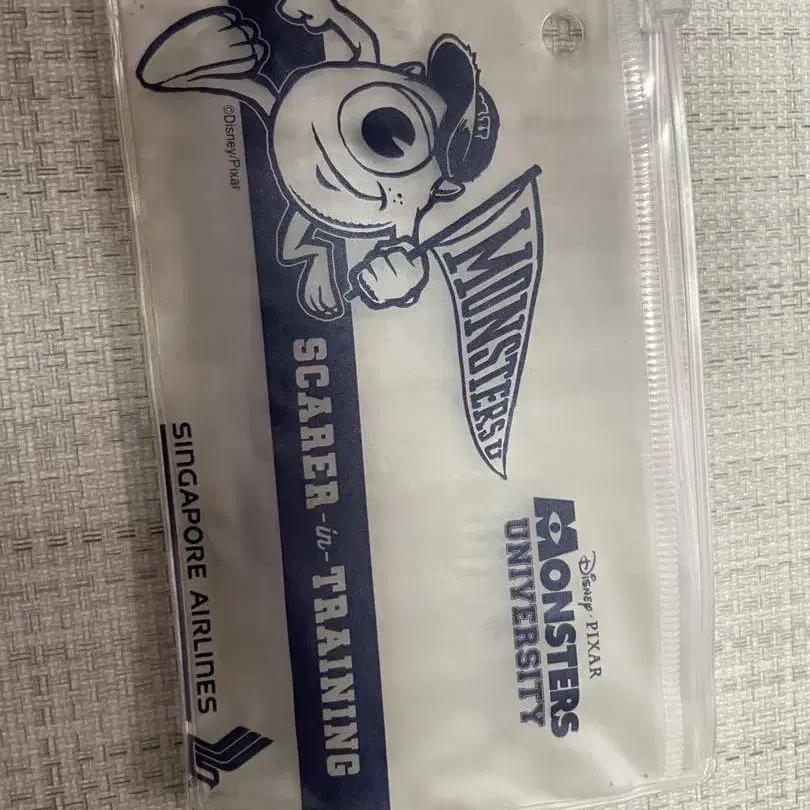 DISNEY · PIXAR
MONSTERS
UNIVERSITY
MONSTERS U
©Disney/Pixar
SCARER -in- TRAINING
SINGAPORE AIRLINES